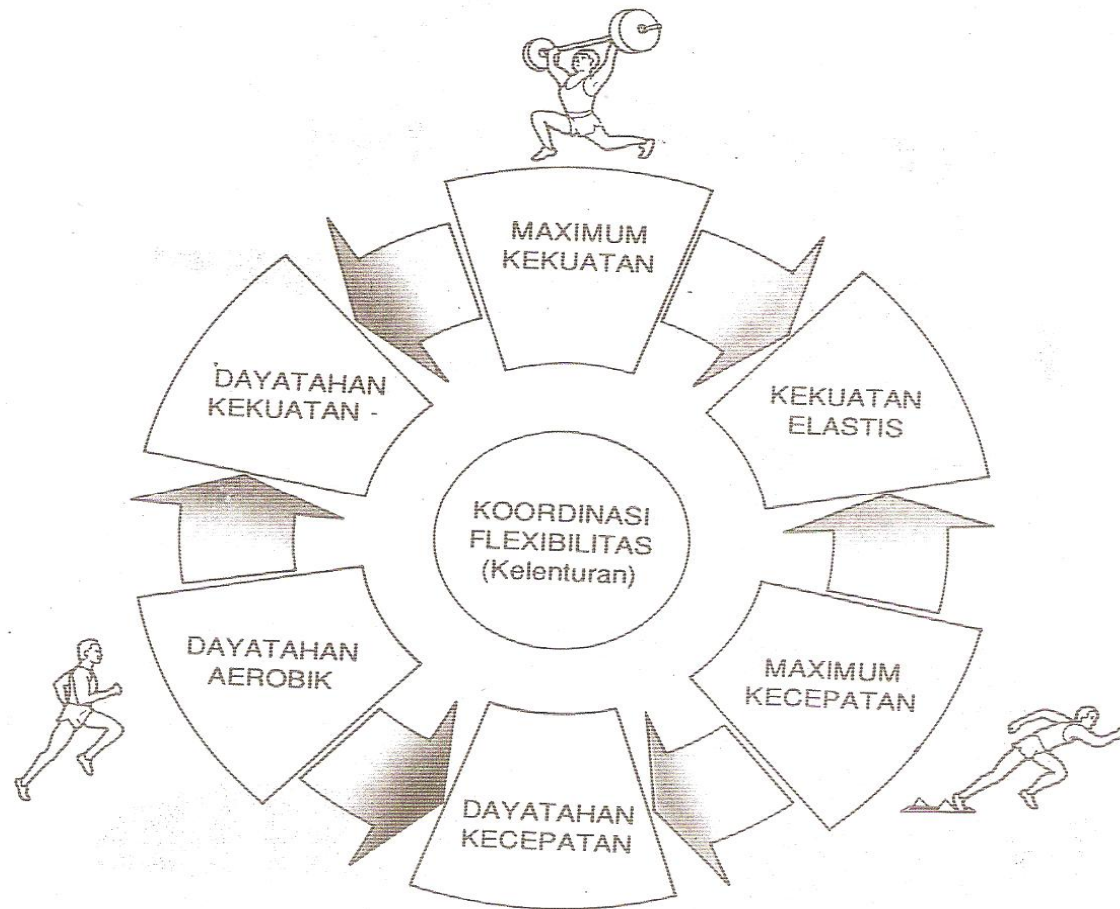 MAXIMUM
KEKUATAN
DAYATAHAN
KEKUATAN -
KEKUATAN
ELASTIS
KOORDINASI
FLEXIBILITAS
(Kelenturan)
DAYATAHAN
AEROBIK
MAXIMUM
KECEPATAN
DAYATAHAN
KECEPATAN